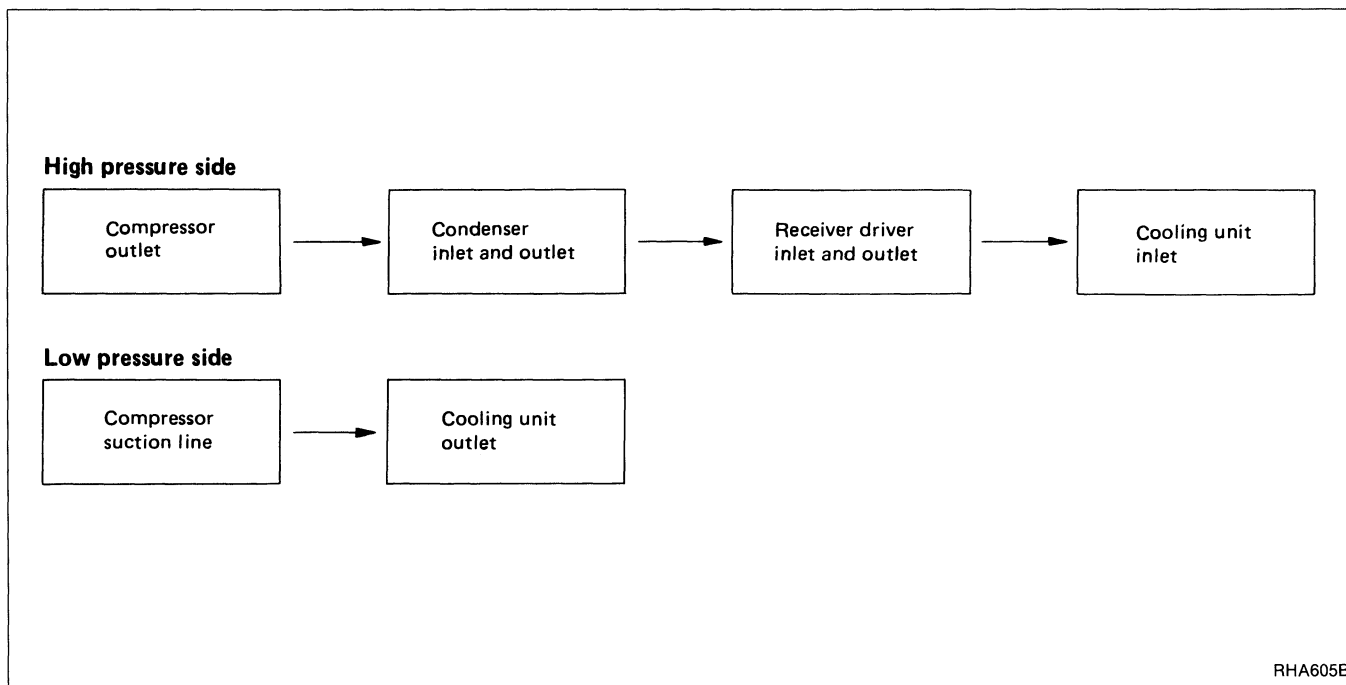 High pressure side
Compressor
outlet
Condenser
inlet and outlet
Receiver driver
inlet and outlet
Cooling unit
inlet
Low pressure side
Compressor
suction line
Cooling unit
outlet
RHA605B